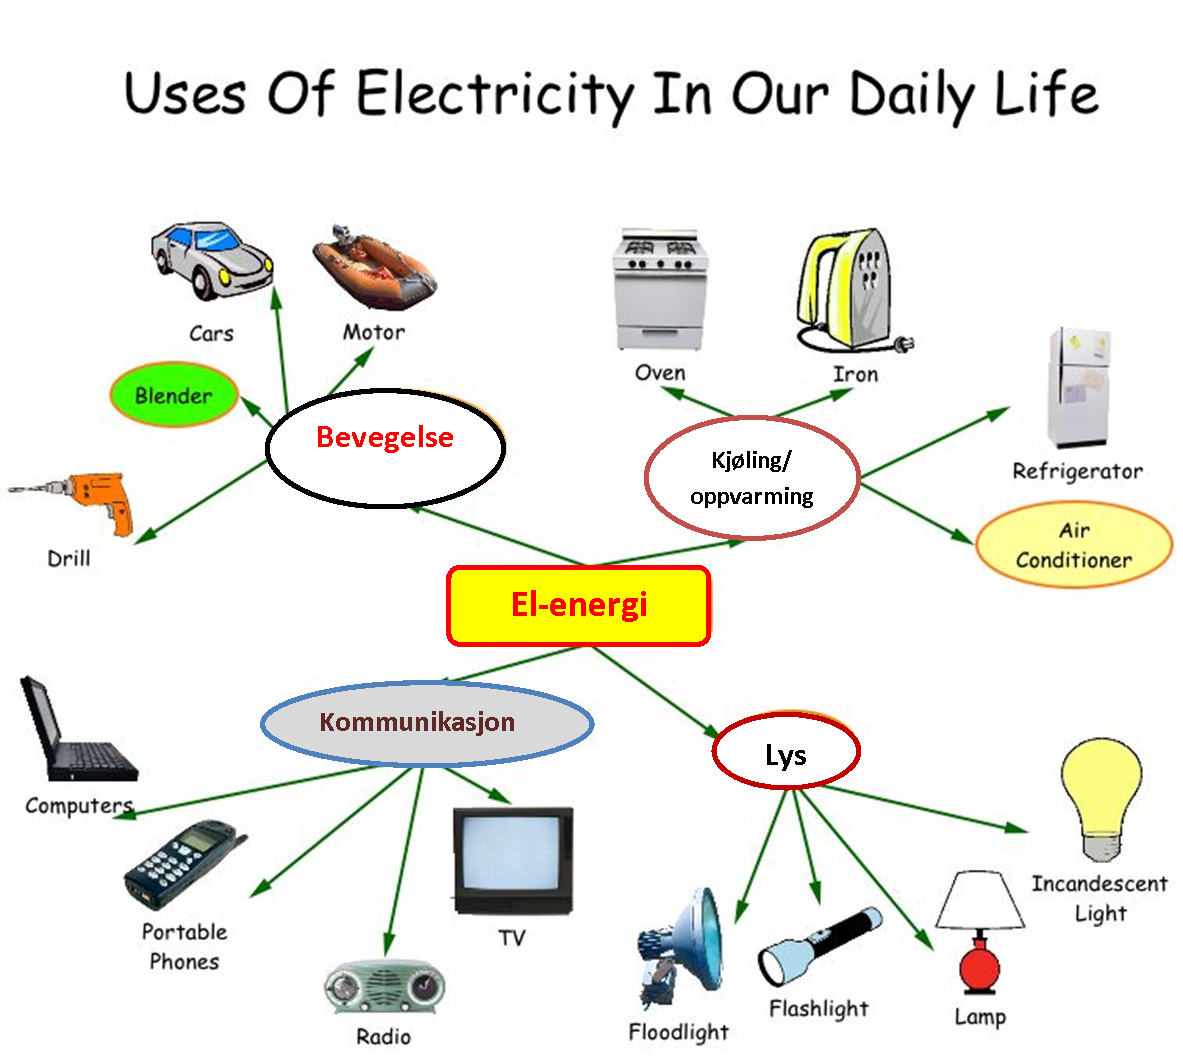 Uses Of Electricity In Our Daily Life
Cars
Motor
Oven
Iron
Blender
Bevegelse
Kjøling/
oppvarming
Refrigerator
Drill
Air
Conditioner
El-energi
Kommunikasjon
Lys
Computers
Portable
Phones
TV
Radio
Incandescent
Light
Floodlight
Flashlight
Lamp